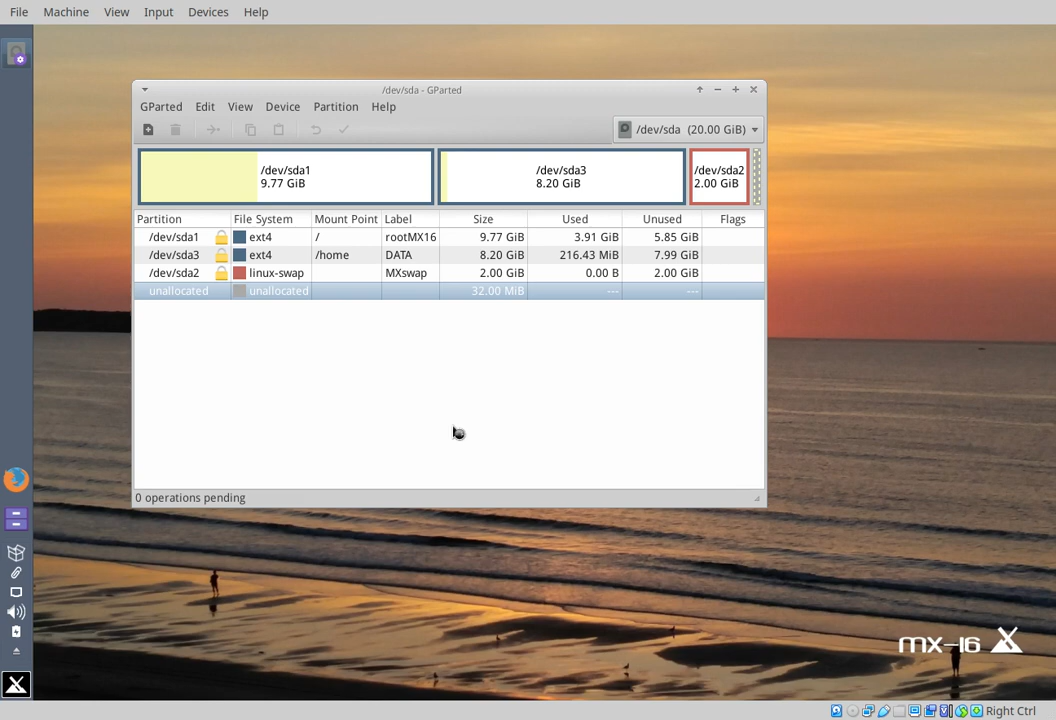 File Machine View Input Devices Help
/dev/sda - GParted
GParted Edit View Device Partition Help
/dev/sda (20.00 GiB)
/dev/sda1
9.77 GiB
/dev/sda3
8.20 GiB
/dev/sda2
2.00 GiB
Partition File System Mount Point Label Size Used Unused Flags
/dev/sda1 ext4 / rootMX16 9.77 GiB 3.91 GiB 5.85 GiB
/dev/sda3 ext4 /home DATA 8.20 GiB 216.43 MiB 7.99 GiB
/dev/sda2 linux-swap MXswap 2.00 GiB 0.00 B 2.00 GiB
unallocated unallocated 32.00 MiB --- ---
0 operations pending
mx-16
Right Ctrl